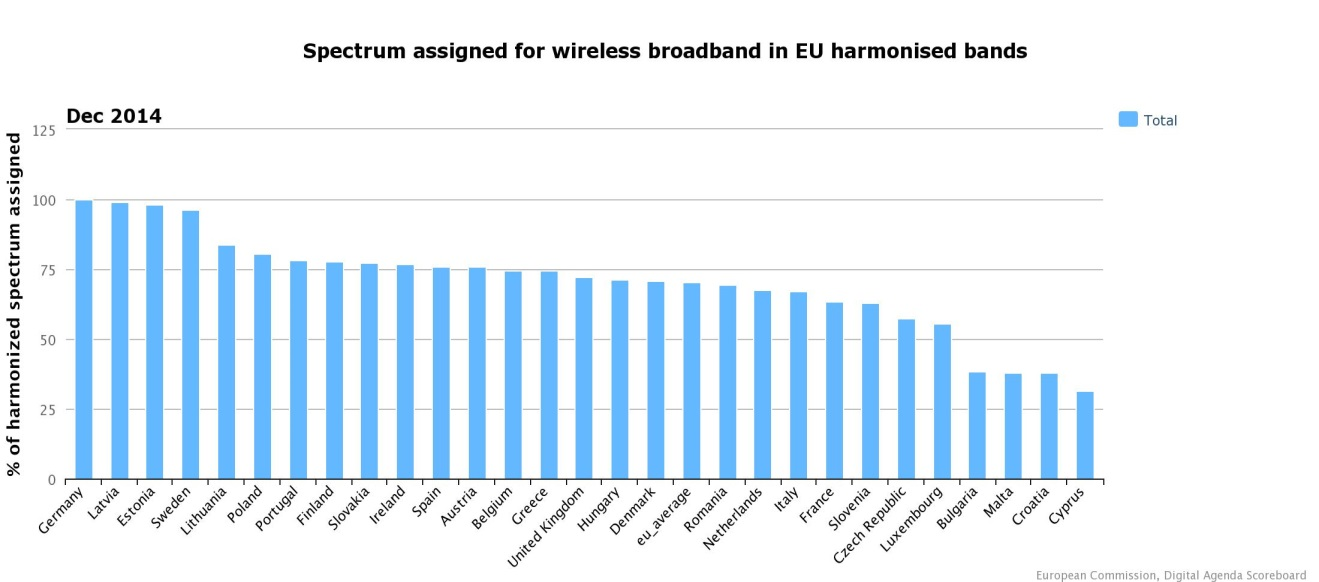 Spectrum assigned for wireless broadband in EU harmonised bands
Dec 2014
Total
% of harmonized spectrum assigned
125
100
75
50
25
0
Germany
Latvia
Estonia
Sweden
Lithuania
Poland
Portugal
Finland
Slovakia
Ireland
Spain
Austria
Belgium
Greece
United Kingdom
Hungary
Denmark
eu_average
Romania
Netherlands
Italy
France
Slovenia
Czech Republic
Luxembourg
Bulgaria
Malta
Croatia
Cyprus
European Commission, Digital Agenda Scoreboard